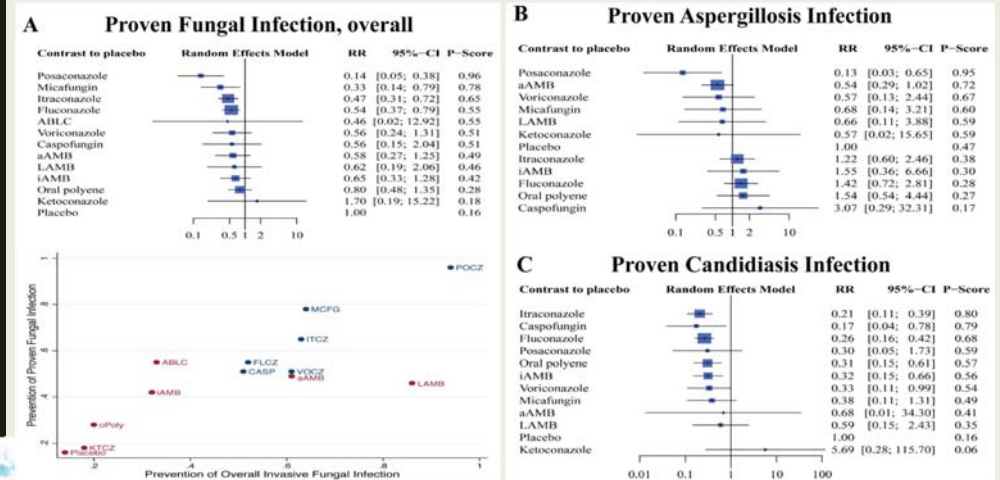 A Proven Fungal Infection, overall
Contrast to placebo Random Effects Model RR 95%-CI P-Score
Posaconazole 0.14 [0.05; 0.38] 0.96
Micafungin 0.33 [0.14; 0.79] 0.78
Itraconazole 0.47 [0.31; 0.72] 0.65
Fluconazole 0.54 [0.37; 0.79] 0.55
ABLC 0.46 [0.02; 12.92] 0.55
Voriconazole 0.56 [0.24; 1.31] 0.51
Caspofungin 0.56 [0.15; 2.04] 0.51
aAMB 0.58 [0.27; 1.25] 0.49
LAMB 0.62 [0.19; 2.06] 0.46
iAMB 0.65 [0.33; 1.28] 0.42
Oral polyene 0.80 [0.48; 1.35] 0.28
Ketoconazole 1.70 [0.19; 15.22] 0.18
Placebo 1.00 0.16
0.1 0.5 1 2 10
Prevention of Proven Fungal Infection
1
.8
.6
.4
.2
POCZ
MCFG
ITCZ
ABLC
FLCZ
CASP
VOCZ
aAMB
LAMB
iAMB
oPoly
KTCZ
Placebo
.2 .4 .6 .8 1
Prevention of Overall Invasive Fungal Infection
B Proven Aspergillosis Infection
Contrast to placebo Random Effects Model RR 95%-CI P-Score
Posaconazole 0.13 [0.03; 0.65] 0.95
aAMB 0.54 [0.29; 1.02] 0.72
Voriconazole 0.57 [0.13; 2.44] 0.67
Micafungin 0.68 [0.14; 3.21] 0.60
LAMB 0.66 [0.11; 3.88] 0.59
Ketoconazole 0.57 [0.02; 15.65] 0.59
Placebo 1.00 0.47
Itraconazole 1.22 [0.60; 2.46] 0.38
iAMB 1.55 [0.36; 6.66] 0.30
Fluconazole 1.42 [0.72; 2.81] 0.28
Oral polyene 1.54 [0.54; 4.44] 0.27
Caspofungin 3.07 [0.29; 32.31] 0.17
0.1 0.5 1 2 10
C Proven Candidiasis Infection
Contrast to placebo Random Effects Model RR 95%-CI P-Score
Itraconazole 0.21 [0.11; 0.39] 0.80
Caspofungin 0.17 [0.04; 0.78] 0.79
Fluconazole 0.26 [0.16; 0.42] 0.68
Posaconazole 0.30 [0.05; 1.73] 0.59
Oral polyene 0.31 [0.15; 0.61] 0.57
iAMB 0.32 [0.15; 0.66] 0.56
Voriconazole 0.33 [0.11; 0.99] 0.54
Micafungin 0.38 [0.11; 1.31] 0.49
aAMB 0.68 [0.01; 34.30] 0.41
LAMB 0.59 [0.15; 2.43] 0.35
Placebo 1.00 0.16
Ketoconazole 5.69 [0.28; 115.70] 0.06
0.01 0.1 1 10 100